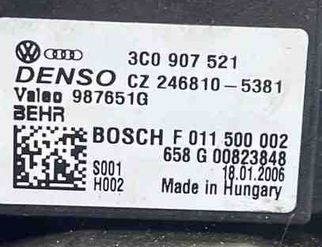 3C0 907 521
DENSO CZ 246810-5381
Valeo 987651G
BEHR
BOSCH F 011 500 002
658 G 00823848
S001 18.01.2006
H002 Made in Hungary